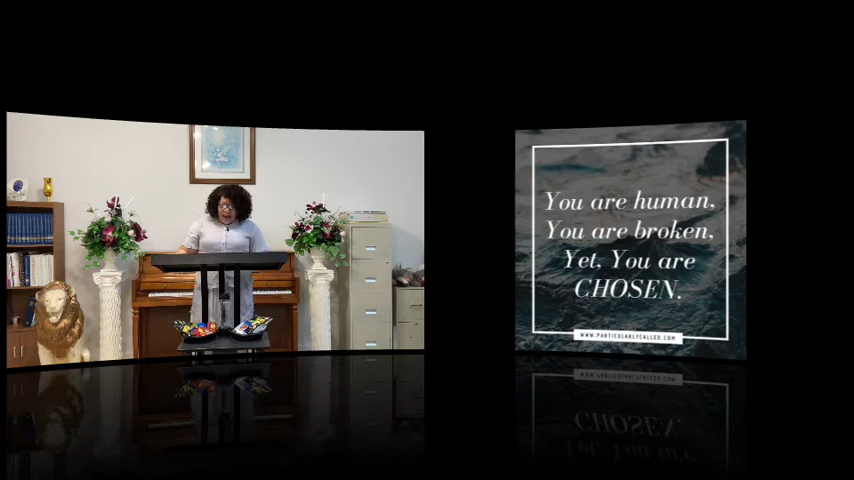 You are human,
You are broken,
Yet, You are
CHOSEN.
WWW.PARTICULARLYCALLED.COM